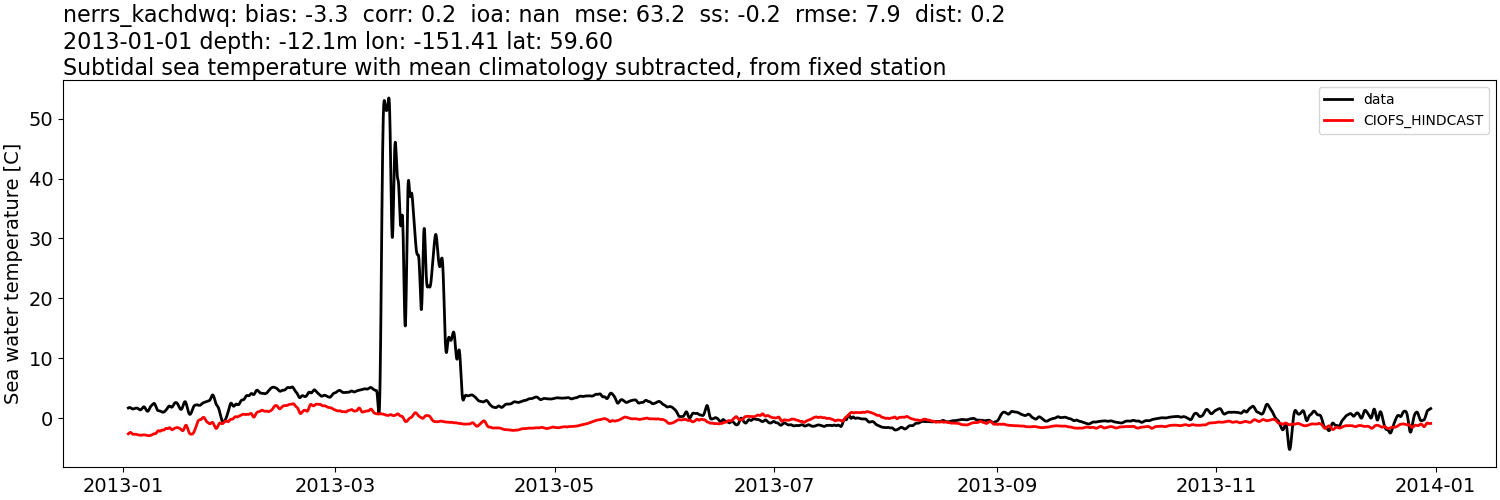 nerrs_kachdwq: bias: -3.3  corr: 0.2  ioa: nan  mse: 63.2  ss: -0.2  rmse: 7.9  dist: 0.2
2013-01-01 depth: -12.1m lon: -151.41 lat: 59.60
Subtidal sea temperature with mean climatology subtracted, from fixed station
data
CIOFS_HINDCAST
Sea water temperature [C]
50
40
30
20
10
0
2013-01
2013-03
2013-05
2013-07
2013-09
2013-11
2014-01